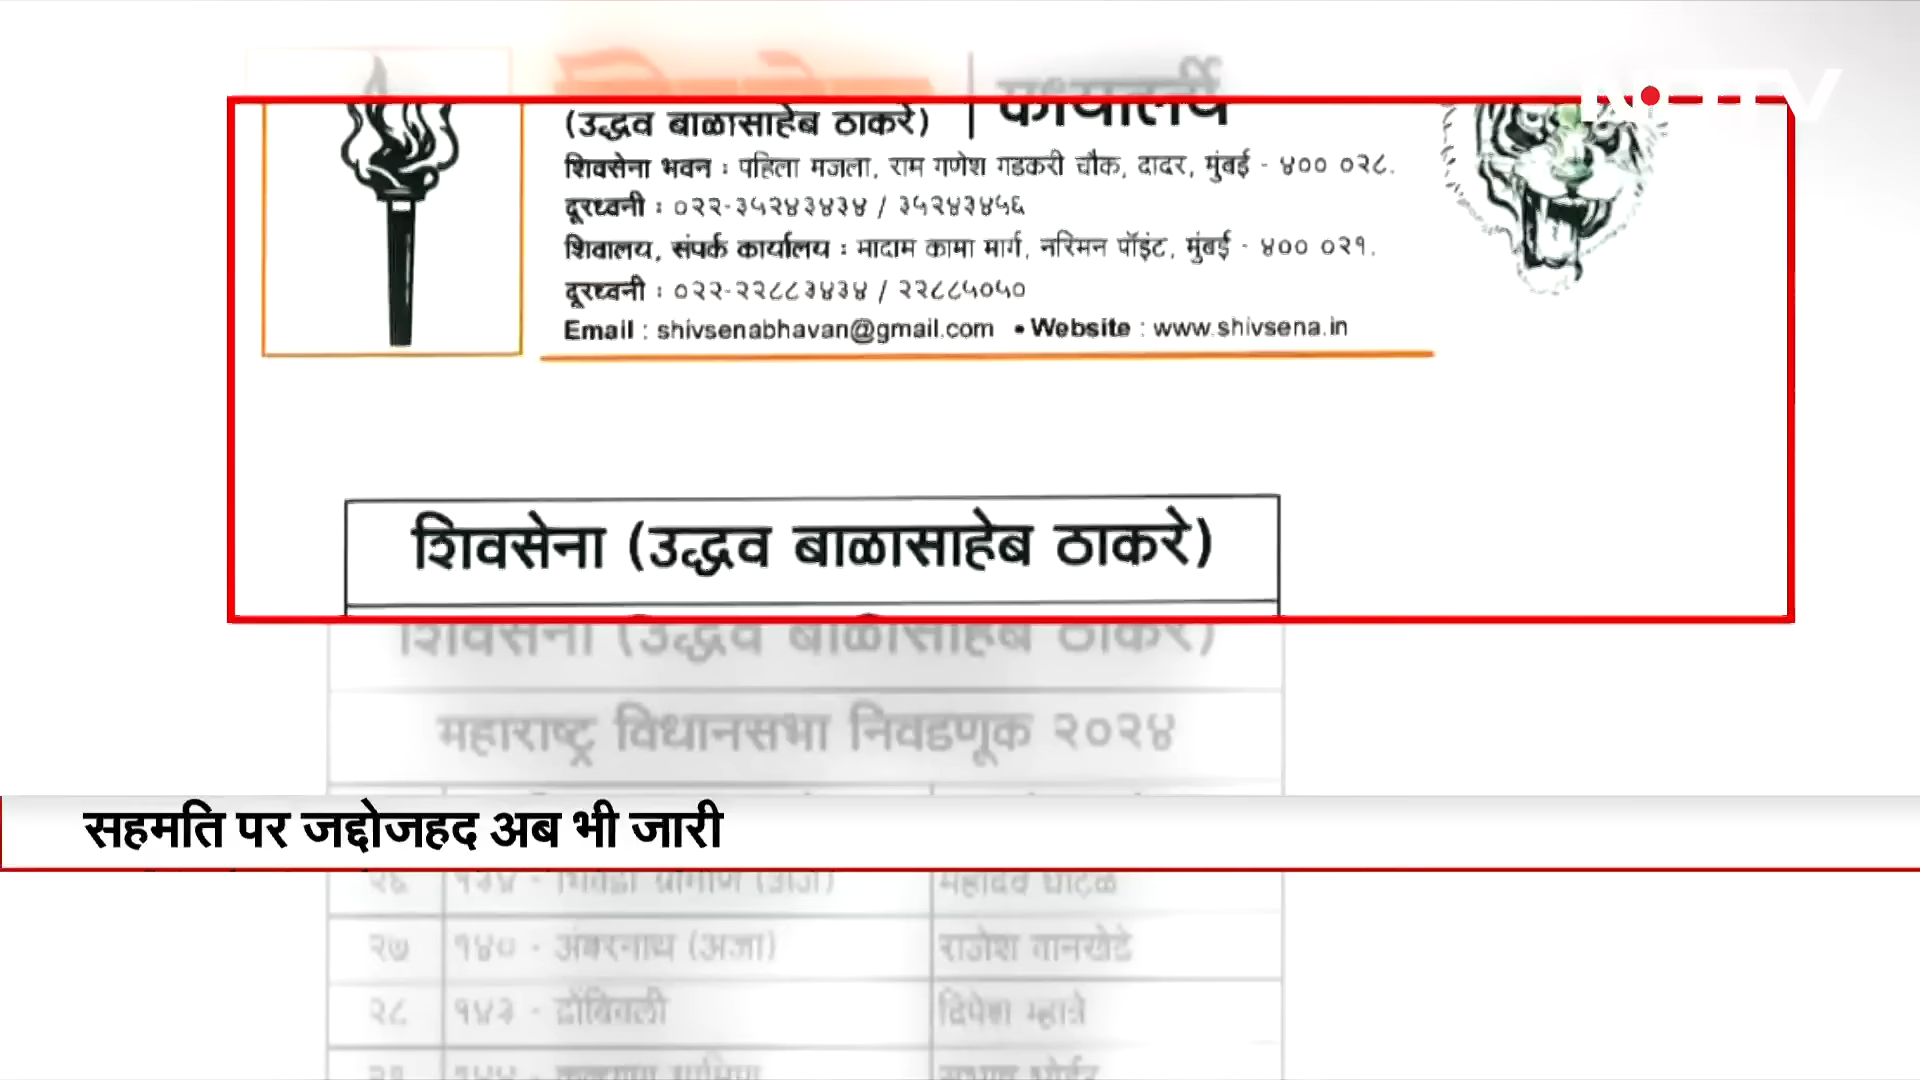 NDTV
(उद्धव बाळासाहेब ठाकरे) | कार्यालय
शिवसेना भवन : पहिला मजला, राम गणेश गडकरी चौक, दादर, मुंबई - ४०० ०२८.
दूरध्वनी : ०२२-३५२४३४३४ / ३५२४३४५६
शिवालय, संपर्क कार्यालय : मादाम कामा मार्ग, नरिमन पॉइंट, मुंबई - ४०० ०२१.
दूरध्वनी : ०२२-२२८८३४३४ / २२८८५०५०
Email : shivsenabhavan@gmail.com • Website : www.shivsena.in
शिवसेना (उद्धव बाळासाहेब ठाकरे)
शिवसेना (उद्धव बाळासाहेब ठाकरे)
महाराष्ट्र विधानसभा निवडणूक २०२४
सहमति पर जद्दोजहद अब भी जारी
२७ १४० - अंबरनाथ (अजा) राजेश वानखेडे
२८ १४३ - डोंबिवली दिपेश म्हात्रे